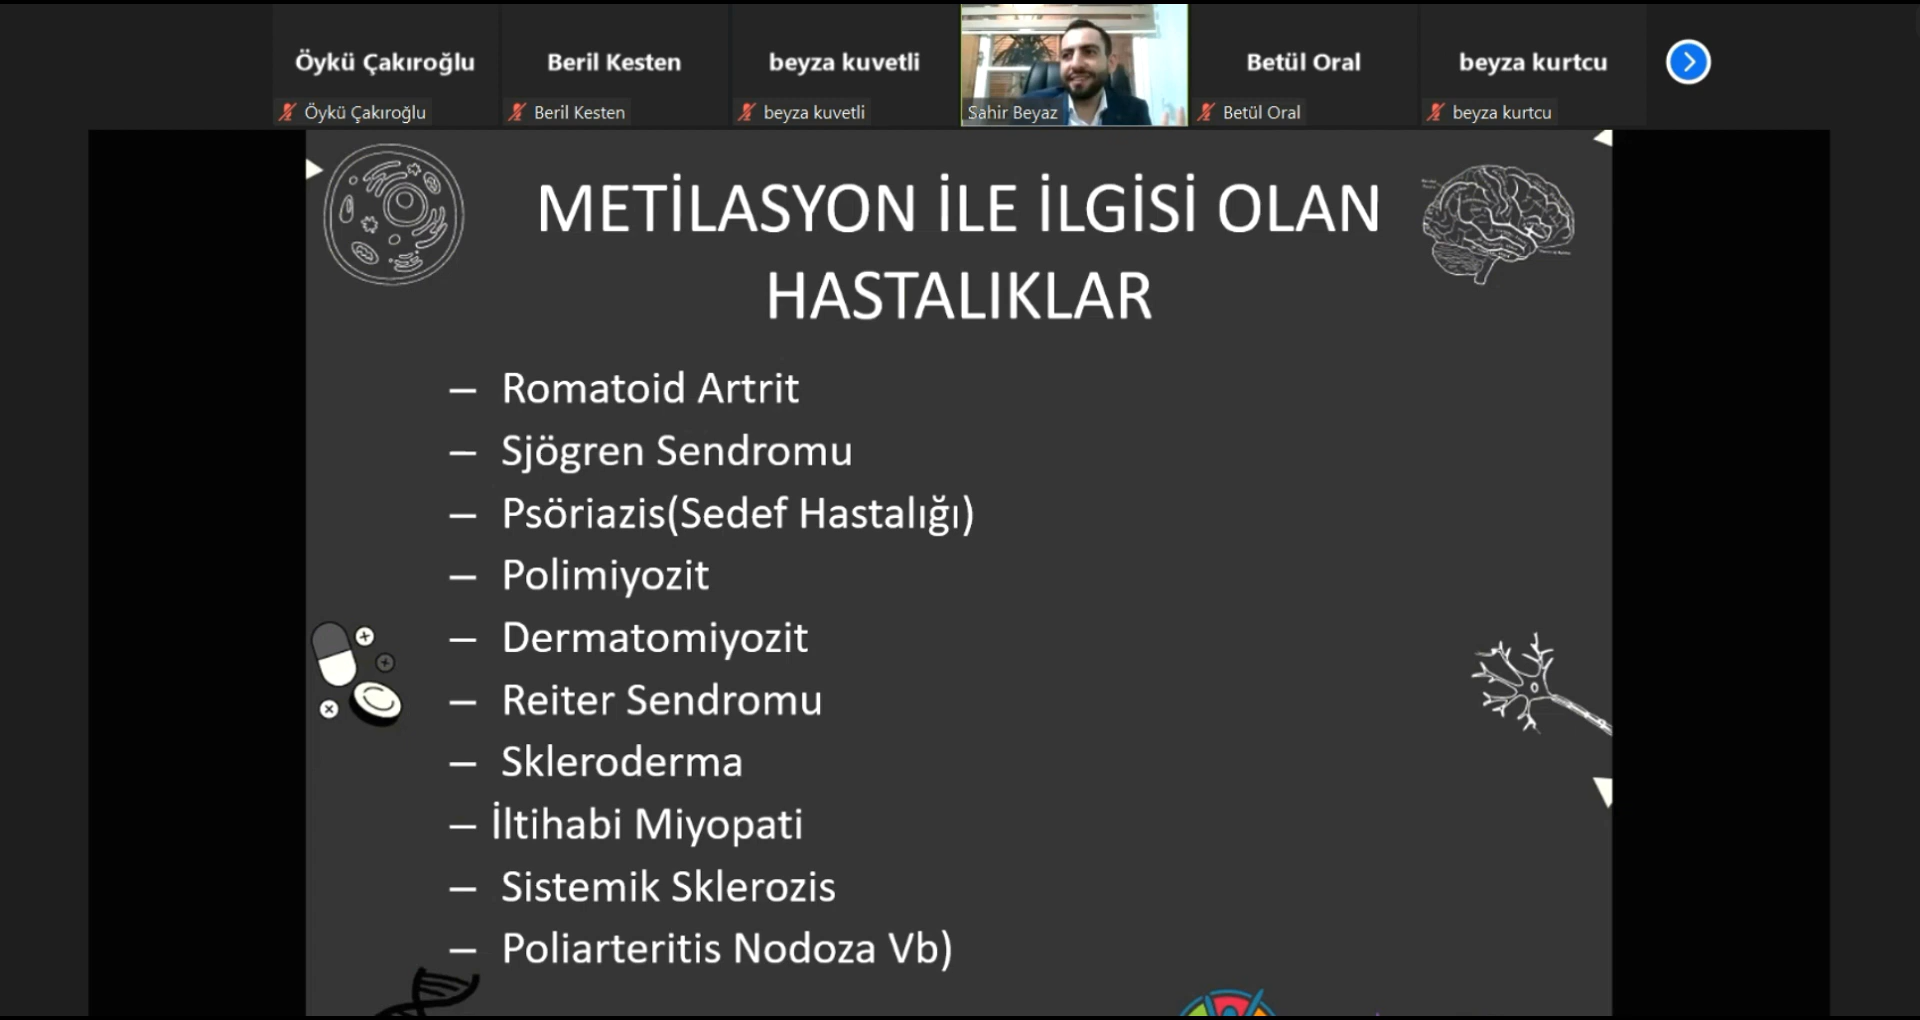 Öykü Çakıroğlu
Beril Kesten
beyza kuvetli
Betül Oral
beyza kurtcu
Öykü Çakıroğlu
Beril Kesten
beyza kuvetli
Sahir Beyaz
Betül Oral
beyza kurtcu
METİLASYON İLE İLGİSİ OLAN
HASTALIKLAR
– Romatoid Artrit
– Sjögren Sendromu
– Psöriazis(Sedef Hastalığı)
– Polimiyozit
– Dermatomiyozit
– Reiter Sendromu
– Skleroderma
– İltihabi Miyopati
– Sistemik Sklerozis
– Poliarteritis Nodoza Vb)